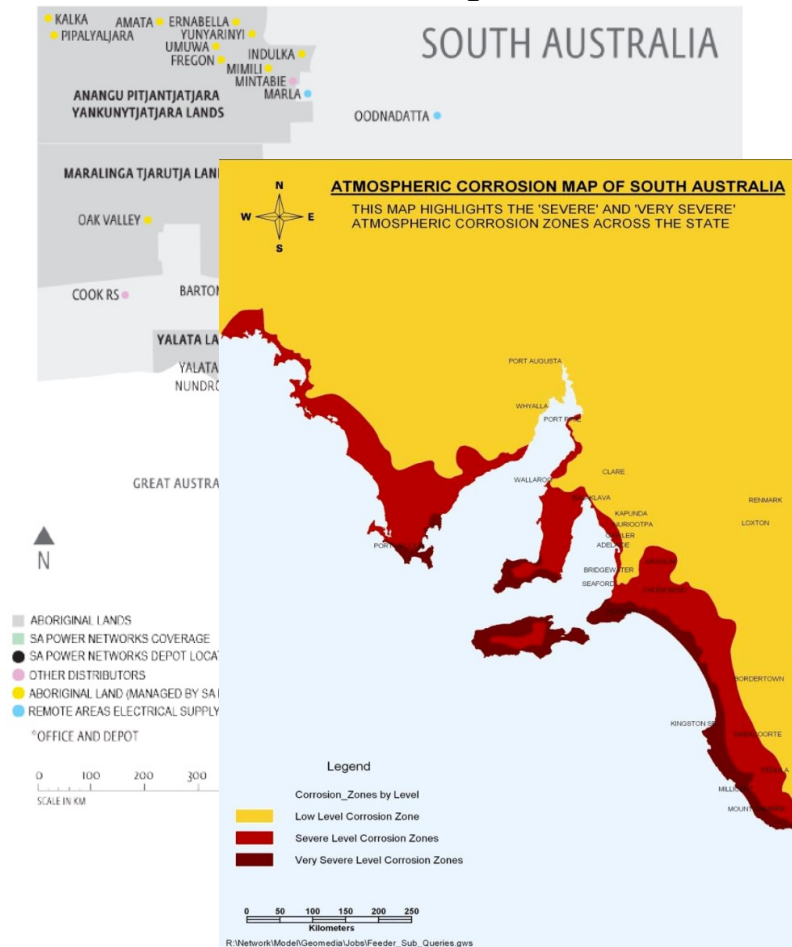 KALKA
AMATA
ERNABELLA
PIPALYALJARA
YUNYARINYI
UMUWA
INDULKA
FREGON
MIMILI
MINTABIE
MARLA
SOUTH AUSTRALIA
ANANGU PITJANTJATJARA
YANKUNYTJATJARA LANDS
OODNADATTA
MARALINGA TJARUTJA LAN
OAK VALLEY
COOK RS
BARTON
YALATA LA
YALATA
NUNDRO
GREAT AUSTRA
N
ABORIGINAL LANDS
SA POWER NETWORKS COVERAGE
SA POWER NETWORKS DEPOT LOCAT
OTHER DISTRIBUTORS
ABORIGINAL LAND (MANAGED BY SA
REMOTE AREAS ELECTRICAL SUPPLY
°OFFICE AND DEPOT
0 100 200 300
SCALE IN KM
ATMOSPHERIC CORROSION MAP OF SOUTH AUSTRALIA
THIS MAP HIGHLIGHTS THE 'SEVERE' AND 'VERY SEVERE'
ATMOSPHERIC CORROSION ZONES ACROSS THE STATE
N
W E
S
PORT AUGUSTA
WHYALLA
PORT PIRIE
WALLAROO
CLARE
RENMARK
KAPUNDA
LOXTON
NURIOOTPA
GAWLER
ADELAIDE
BRIDGEWATER
SEAFORD
BORDERTOWN
KINGSTON SE
MILLIC
Legend
Corrosion_Zones by Level
Low Level Corrosion Zone
Severe Level Corrosion Zones
Very Severe Level Corrosion Zones
0 50 100 150 200 250
Kilometers
R:\Network\Model\Geomedia\Jobs\Feeder_Sub_Queries.gws